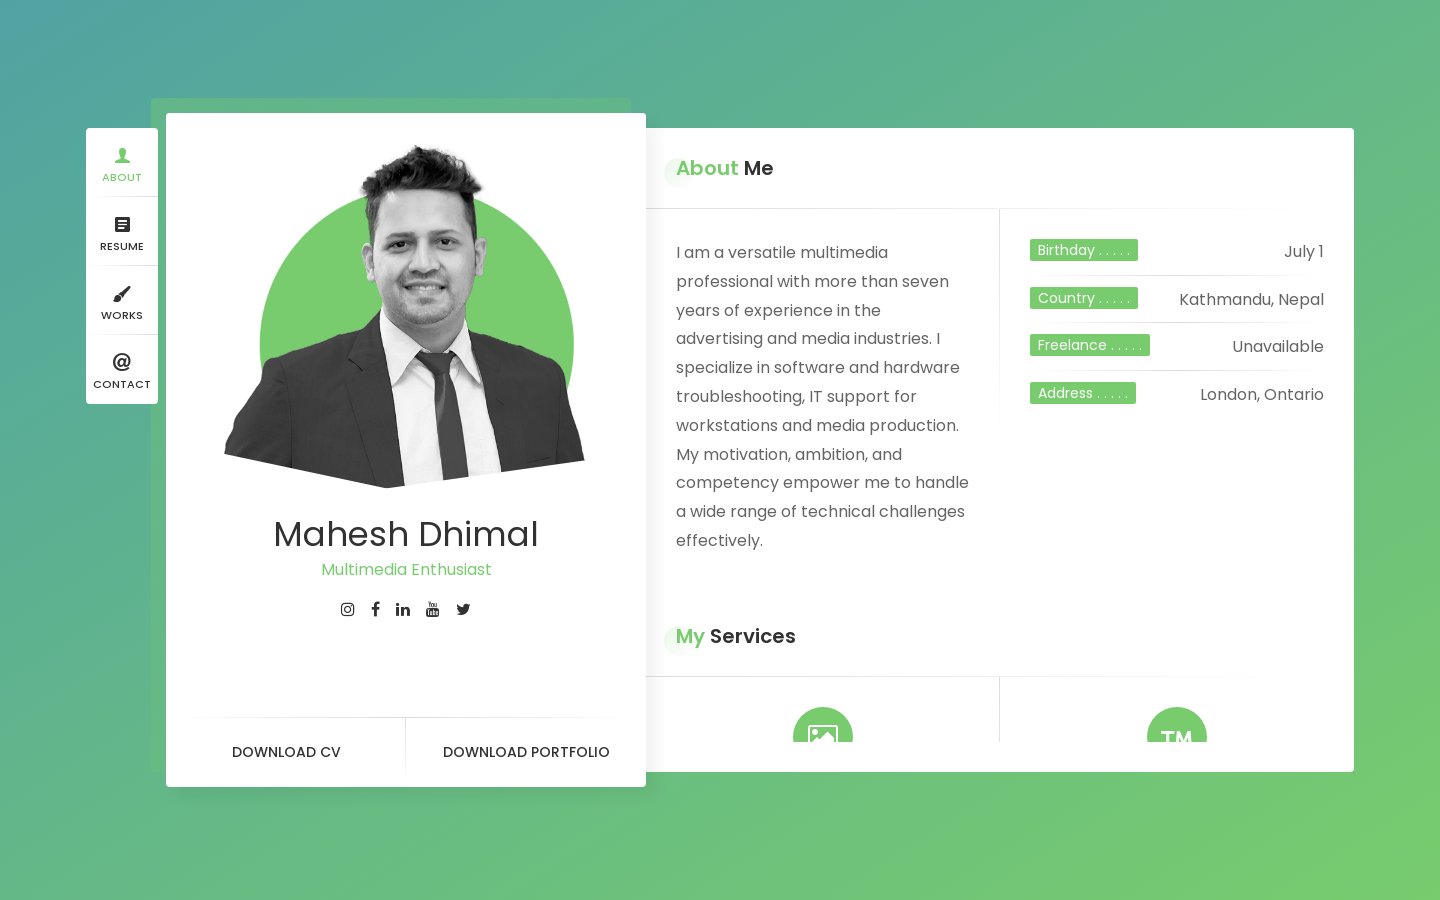 ABOUT
RESUME
WORKS
CONTACT
Mahesh Dhimal
Multimedia Enthusiast
You
Tube
DOWNLOAD CV
DOWNLOAD PORTFOLIO
About Me
I am a versatile multimedia
professional with more than seven
years of experience in the
advertising and media industries. I
specialize in software and hardware
troubleshooting, IT support for
workstations and media production.
My motivation, ambition, and
competency empower me to handle
a wide range of technical challenges
effectively.
Birthday . . . . . July 1
Country . . . . . Kathmandu, Nepal
Freelance . . . . . Unavailable
Address . . . . . London, Ontario
My Services
TM